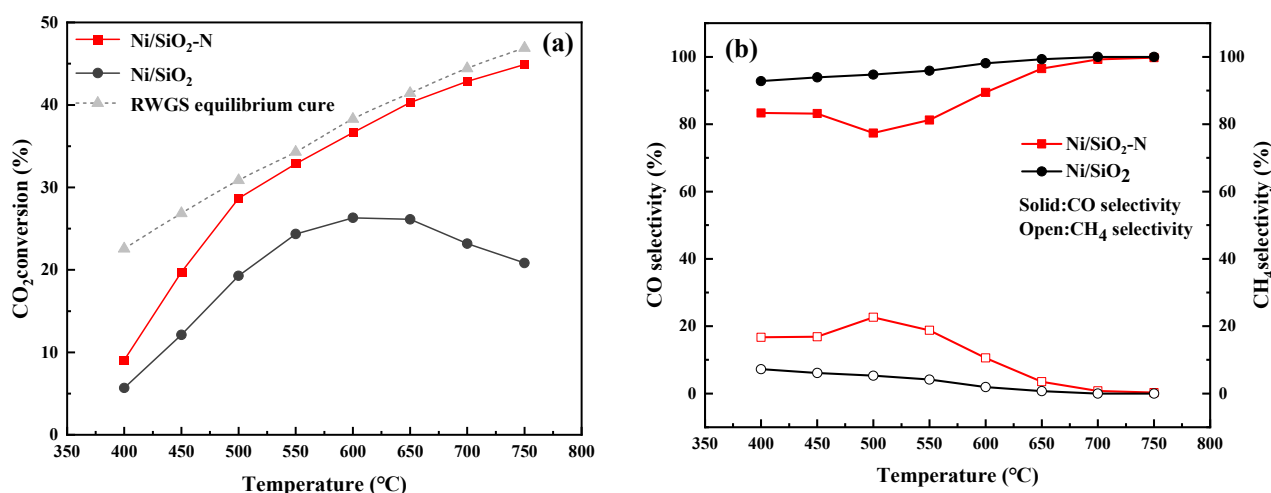 (a)
Ni/SiO₂-N
Ni/SiO₂
RWGS equilibrium cure
CO₂conversion (%)
50
40
30
20
10
0
350 400 450 500 550 600 650 700 750 800
Temperature (℃)
(b)
Ni/SiO₂-N
Ni/SiO₂
Solid:CO selectivity
Open:CH₄ selectivity
CO selectivity (%)
100
80
60
40
20
0
CH₄selectivity (%)
100
80
60
40
20
0
350 400 450 500 550 600 650 700 750 800
Temperature (℃)